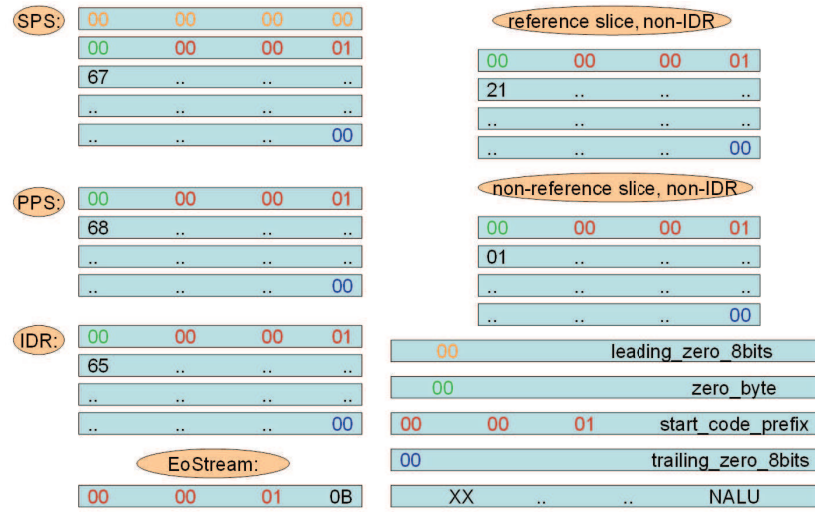 SPS:
00 00 00 00
00 00 00 01
67 .. .. ..
.. .. .. ..
.. .. .. 00
PPS:
00 00 00 01
68 .. .. ..
.. .. .. ..
.. .. .. 00
IDR:
00 00 00 01
65 .. .. ..
.. .. .. ..
.. .. .. 00
EoStream:
00 00 01 0B
reference slice, non-IDR
00 00 00 01
21 .. .. ..
.. .. .. ..
.. .. .. 00
non-reference slice, non-IDR
00 00 00 01
01 .. .. ..
.. .. .. ..
.. .. .. 00
00 leading_zero_8bits
00 zero_byte
00 00 01 start_code_prefix
00 trailing_zero_8bits
XX .. .. NALU